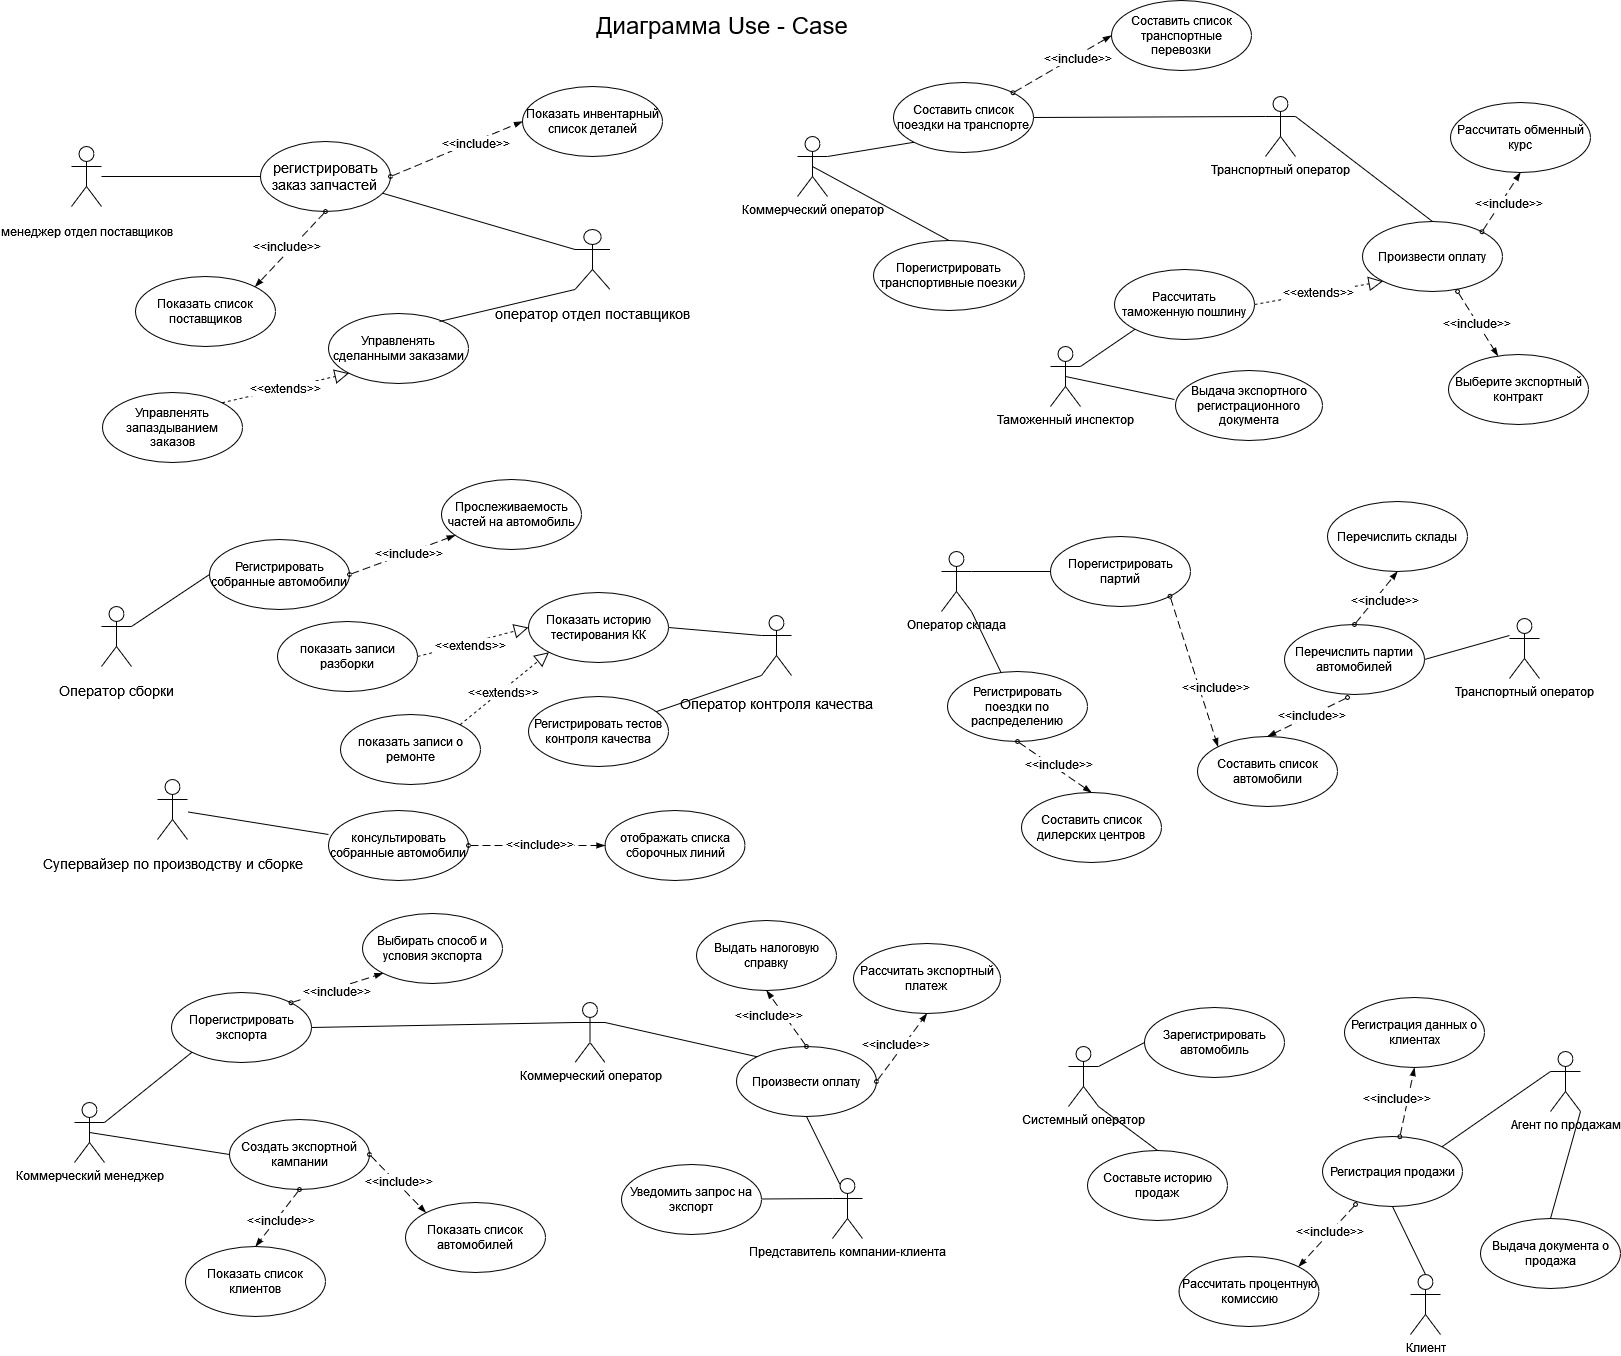 Диаграмма Use - Case
Показать инвентарный
список деталей
<<include>>
регистрировать
заказ запчастей
менеджер отдел поставщиков
<<include>>
Показать список
поставщиков
оператор отдел поставщиков
Управленять
сделанными заказами
<<extends>>
Управленять
запаздыванием
заказов
Составить список
транспортные
перевозки
<<include>>
Составить список
поездки на транспорте
Транспортный оператор
Коммерческий оператор
Порегистрировать
транспортивные поезки
Рассчитать обменный
курс
<<include>>
Произвести оплату
Рассчитать
таможенную пошлину
<<extends>>
<<include>>
Выберите экспортный
контракт
Таможенный инспектор
Выдача экспортного
регистрационного
документа
Прослеживаемость
частей на автомобиль
<<include>>
Регистрировать
собранные автомобили
Оператор сборки
показать записи
разборки
<<extends>>
Показать историю
тестирования КК
<<extends>>
показать записи о
ремонте
Регистрировать тестов
контроля качества
Оператор контроля качества
Супервайзер по производству и сборке
консультировать
собранные автомобили
<<include>>
отображать списка
сборочных линий
Оператор склада
Порегистрировать
партий
Перечислить склады
<<include>>
Перечислить партии
автомобилей
Транспортный оператор
<<include>>
<<include>>
Регистрировать
поездки по
распределению
<<include>>
Составить список
автомобили
Составить список
дилерских центров
Выбирать способ и
условия экспорта
<<include>>
Порегистрировать
экспорта
Коммерческий оператор
Выдать налоговую
справку
<<include>>
Рассчитать экспортный
платеж
<<include>>
Произвести оплату
Коммерческий менеджер
Создать экспортной
кампании
<<include>>
<<include>>
Показать список
автомобилей
Показать список
клиентов
Уведомить запрос на
экспорт
Представитель компании-клиента
Системный оператор
Зарегистрировать
автомобиль
Составьте историю
продаж
Регистрация данных о
клиентах
<<include>>
Агент по продажам
Регистрация продажи
<<include>>
Рассчитать процентную
комиссию
Выдача документа о
продажа
Клиент